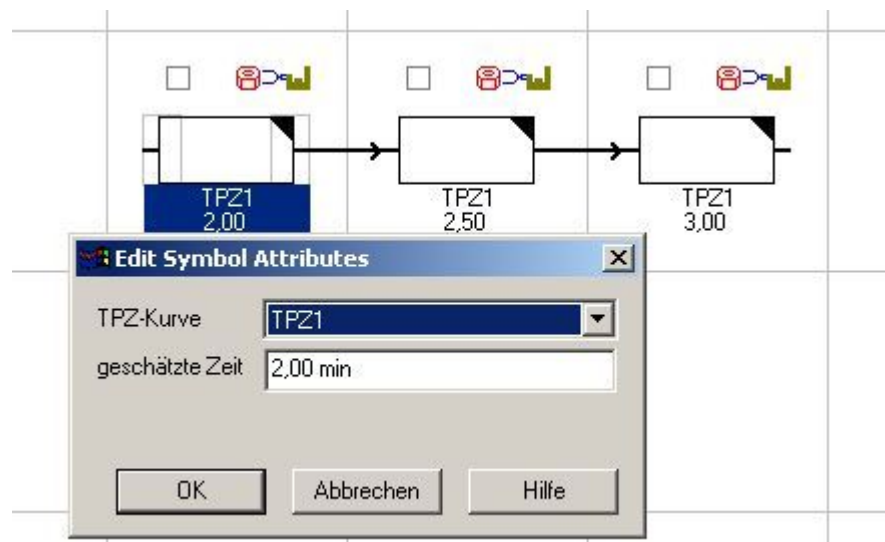 TPZ1
2,00
TPZ1
2,50
TPZ1
3,00
Edit Symbol Attributes
TPZ-Kurve
TPZ1
geschätzte Zeit
2,00 min
OK
Abbrechen
Hilfe